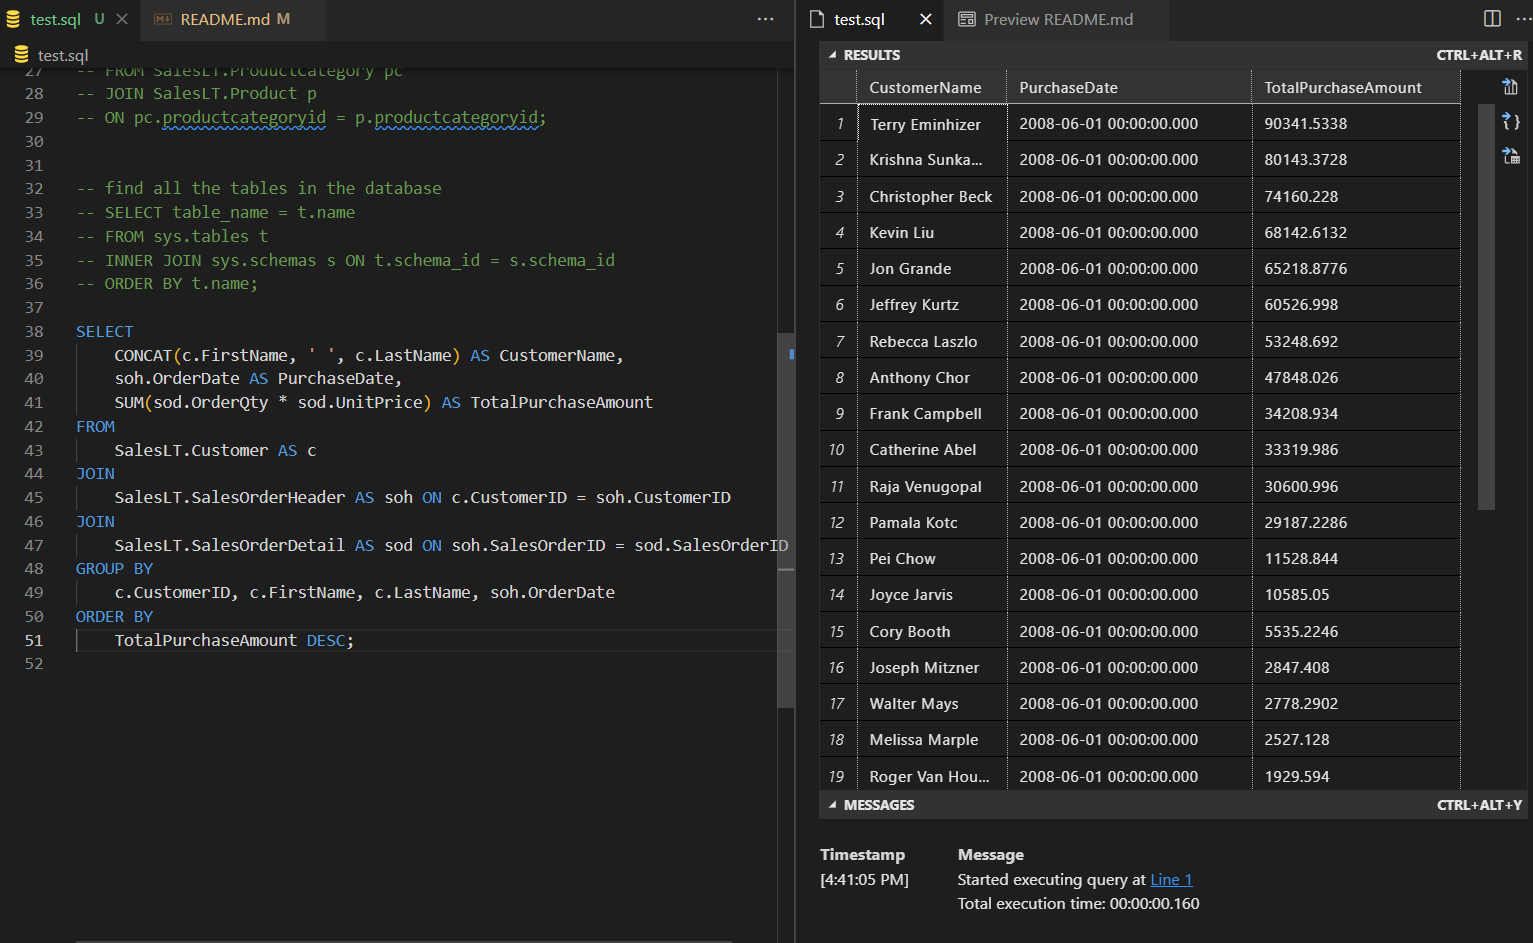 test.sql U
README.md M
test.sql
27 -- FROM SalesLT.ProductCategory pc
28 -- JOIN SalesLT.Product p
29 -- ON pc.productcategoryid = p.productcategoryid;
30
31
32 -- find all the tables in the database
33 -- SELECT table_name = t.name
34 -- FROM sys.tables t
35 -- INNER JOIN sys.schemas s ON t.schema_id = s.schema_id
36 -- ORDER BY t.name;
37
38 SELECT
39 CONCAT(c.FirstName, ' ', c.LastName) AS CustomerName,
40 soh.OrderDate AS PurchaseDate,
41 SUM(sod.OrderQty * sod.UnitPrice) AS TotalPurchaseAmount
42 FROM
43 SalesLT.Customer AS c
44 JOIN
45 SalesLT.SalesOrderHeader AS soh ON c.CustomerID = soh.CustomerID
46 JOIN
47 SalesLT.SalesOrderDetail AS sod ON soh.SalesOrderID = sod.SalesOrderID
48 GROUP BY
49 c.CustomerID, c.FirstName, c.LastName, soh.OrderDate
50 ORDER BY
51 TotalPurchaseAmount DESC;
52
test.sql
Preview README.md
RESULTS CTRL+ALT+R
CustomerName PurchaseDate TotalPurchaseAmount
1 Terry Eminhizer 2008-06-01 00:00:00.000 90341.5338
2 Krishna Sunka... 2008-06-01 00:00:00.000 80143.3728
3 Christopher Beck 2008-06-01 00:00:00.000 74160.228
4 Kevin Liu 2008-06-01 00:00:00.000 68142.6132
5 Jon Grande 2008-06-01 00:00:00.000 65218.8776
6 Jeffrey Kurtz 2008-06-01 00:00:00.000 60526.998
7 Rebecca Laszlo 2008-06-01 00:00:00.000 53248.692
8 Anthony Chor 2008-06-01 00:00:00.000 47848.026
9 Frank Campbell 2008-06-01 00:00:00.000 34208.934
10 Catherine Abel 2008-06-01 00:00:00.000 33319.986
11 Raja Venugopal 2008-06-01 00:00:00.000 30600.996
12 Pamala Kotc 2008-06-01 00:00:00.000 29187.2286
13 Pei Chow 2008-06-01 00:00:00.000 11528.844
14 Joyce Jarvis 2008-06-01 00:00:00.000 10585.05
15 Cory Booth 2008-06-01 00:00:00.000 5535.2246
16 Joseph Mitzner 2008-06-01 00:00:00.000 2847.408
17 Walter Mays 2008-06-01 00:00:00.000 2778.2902
18 Melissa Marple 2008-06-01 00:00:00.000 2527.128
19 Roger Van Hou... 2008-06-01 00:00:00.000 1929.594
MESSAGES CTRL+ALT+Y
Timestamp Message
[4:41:05 PM] Started executing query at Line 1
Total execution time: 00:00:00.160